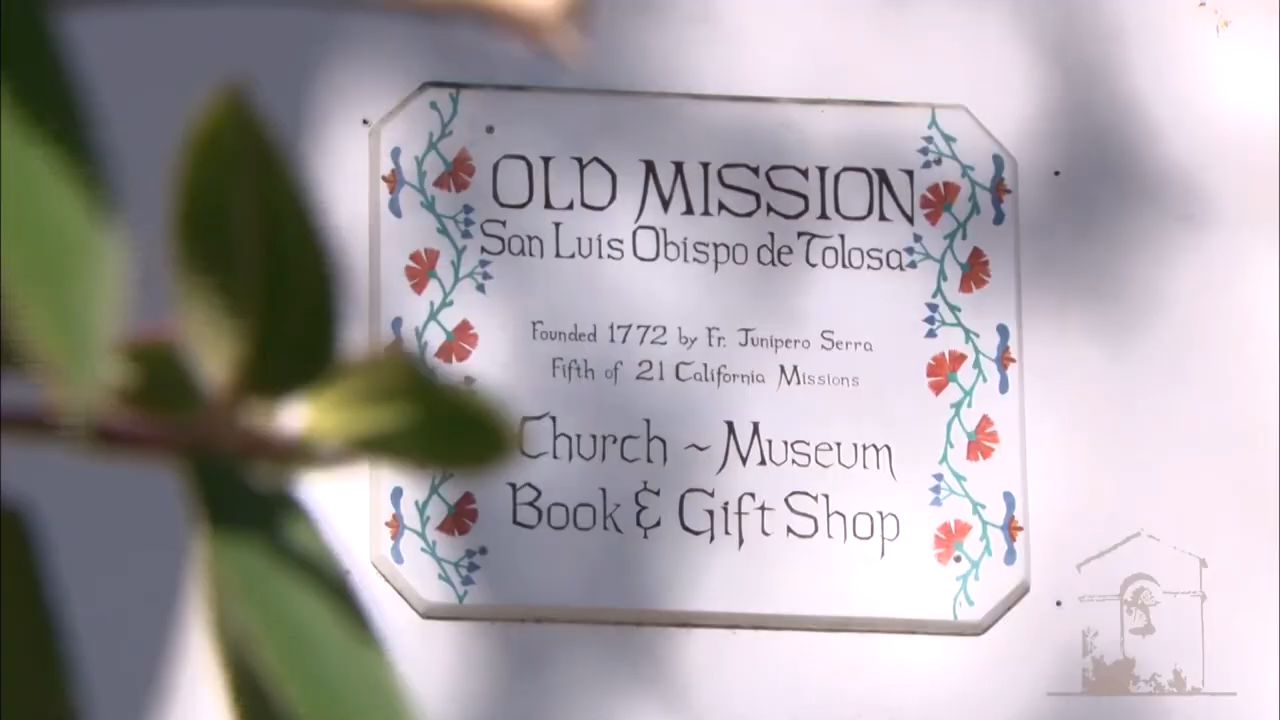 OLD MISSION
San Luis Obispo de Tolosa
Founded 1772 by Fr. Junipero Serra
Fifth of 21 California Missions
Church ~ Museum
Book & Gift Shop